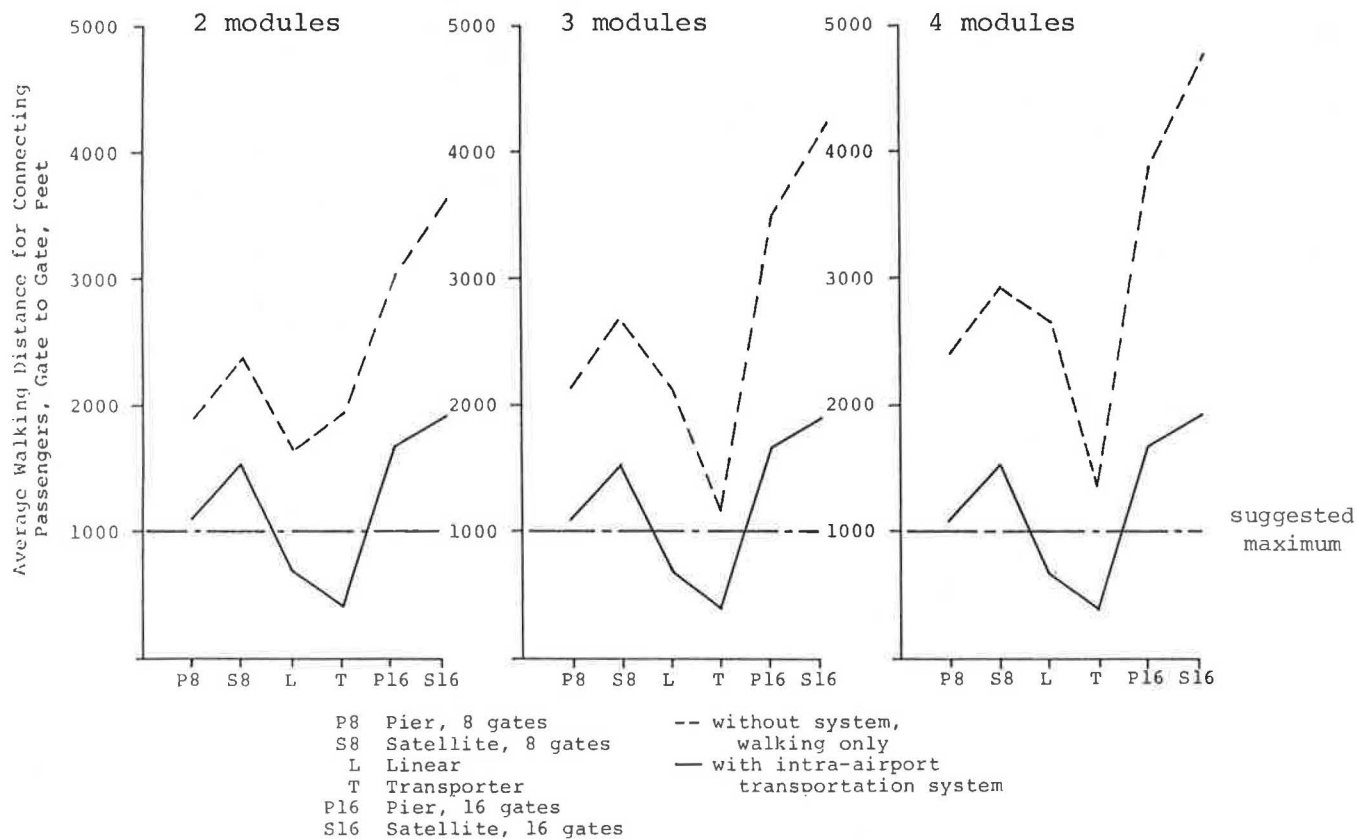 2 modules
3 modules
4 modules
Average Walking Distance for Connecting
Passengers, Gate to Gate, Feet
5000
4000
3000
2000
1000
5000
4000
3000
2000
1000
5000
4000
3000
2000
1000
suggested
maximum
P8 S8 L T P16 S16
P8 S8 L T P16 S16
P8 S8 L T P16 S16
P8 Pier, 8 gates
S8 Satellite, 8 gates
L Linear
T Transporter
P16 Pier, 16 gates
S16 Satellite, 16 gates
-- without system,
walking only
— with intra-airport
transportation system